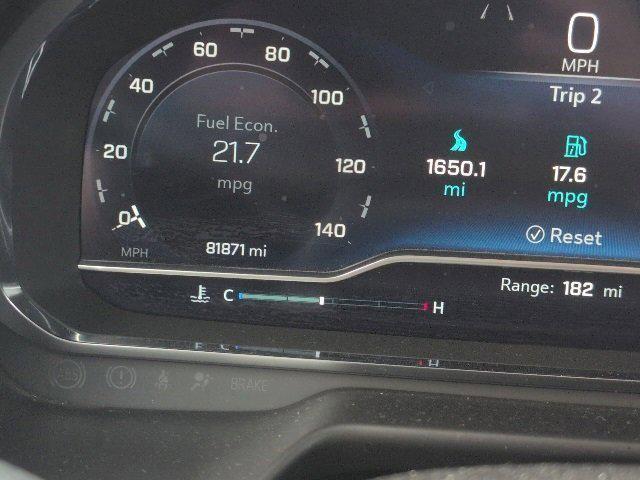 0
MPH
Trip 2
1650.1
mi
17.6
mpg
Reset
Range: 182 mi
0
20
40
60
80
100
120
140
Fuel Econ.
21.7
mpg
MPH
81871 mi
C
H
BRAKE